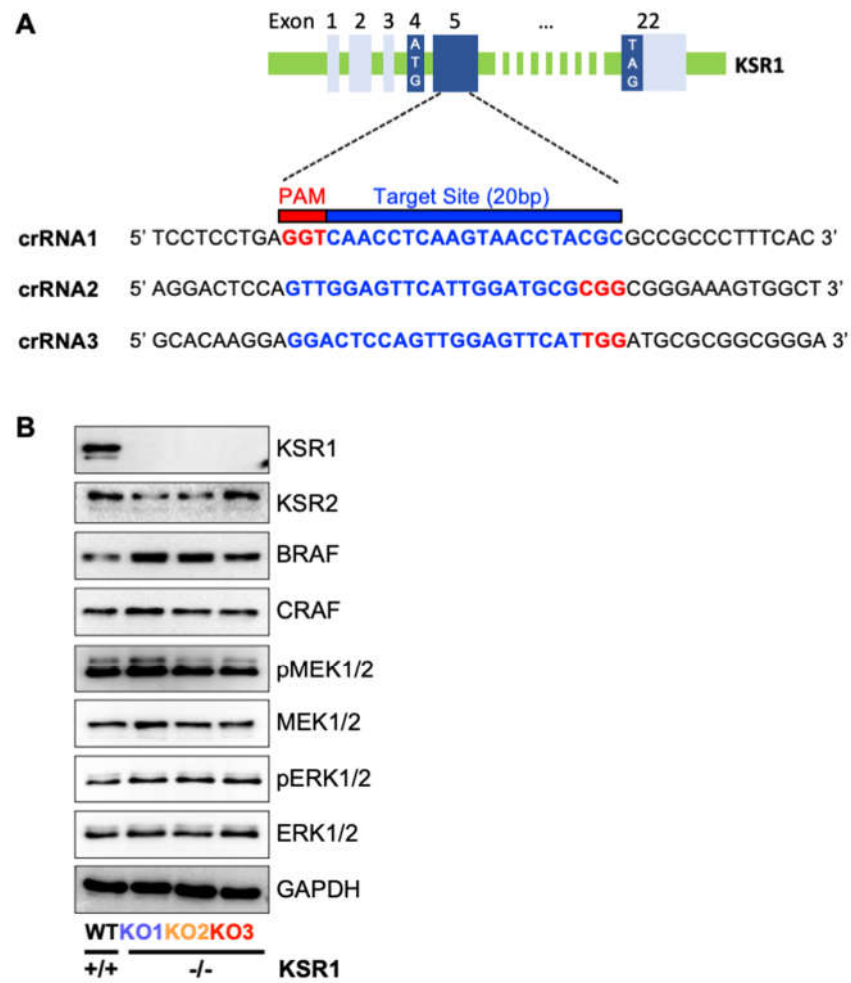 A
Exon 1 2 3 4 5 ... 22
ATG
TAG
KSR1
PAM Target Site (20bp)
crRNA1 5' TCCTCCTGAGGTCAACCTCAAGTAACCTACGCGCCGCCCTTTCAC 3'
crRNA2 5' AGGACTCCAGTTGGAGTTCATTGGATGCGCGGCGGGAAAGTGGCT 3'
crRNA3 5' GCACAAGGAGGACTCCAGTTGGAGTTCATTGGATGCGCGGCGGGA 3'
B
KSR1
KSR2
BRAF
CRAF
pMEK1/2
MEK1/2
pERK1/2
ERK1/2
GAPDH
WT KO1 KO2 KO3
+/+ -/- KSR1